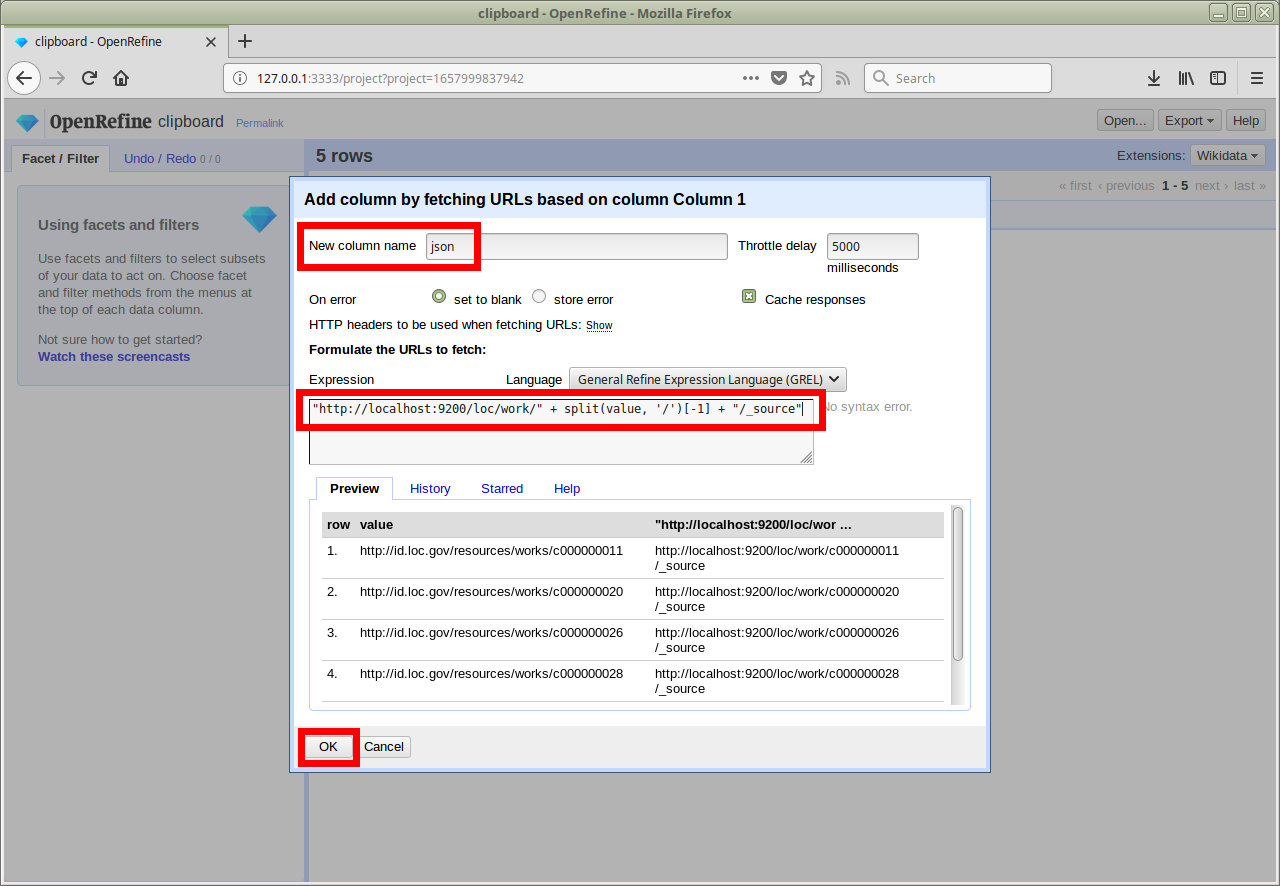 clipboard - OpenRefine - Mozilla Firefox
clipboard - OpenRefine
127.0.0.1:3333/project?project=1657999837942
Search
OpenRefine clipboard Permalink
Open... Export Help
Facet / Filter Undo / Redo 0 / 0
5 rows
Extensions: Wikidata
« first ‹ previous 1 - 5 next › last »
Using facets and filters
Use facets and filters to select subsets
of your data to act on. Choose facet
and filter methods from the menus at
the top of each data column.
Not sure how to get started?
Watch these screencasts
Add column by fetching URLs based on column Column 1
New column name json Throttle delay 5000
milliseconds
On error set to blank store error Cache responses
HTTP headers to be used when fetching URLs: Show
Formulate the URLs to fetch:
Expression Language General Refine Expression Language (GREL)
"http://localhost:9200/loc/work/" + split(value, '/')[-1] + "/_source"
No syntax error.
Preview History Starred Help
row value "http://localhost:9200/loc/wor ...
1. http://id.loc.gov/resources/works/c000000011 http://localhost:9200/loc/work/c000000011
/_source
2. http://id.loc.gov/resources/works/c000000020 http://localhost:9200/loc/work/c000000020
/_source
3. http://id.loc.gov/resources/works/c000000026 http://localhost:9200/loc/work/c000000026
/_source
4. http://id.loc.gov/resources/works/c000000028 http://localhost:9200/loc/work/c000000028
/_source
OK Cancel